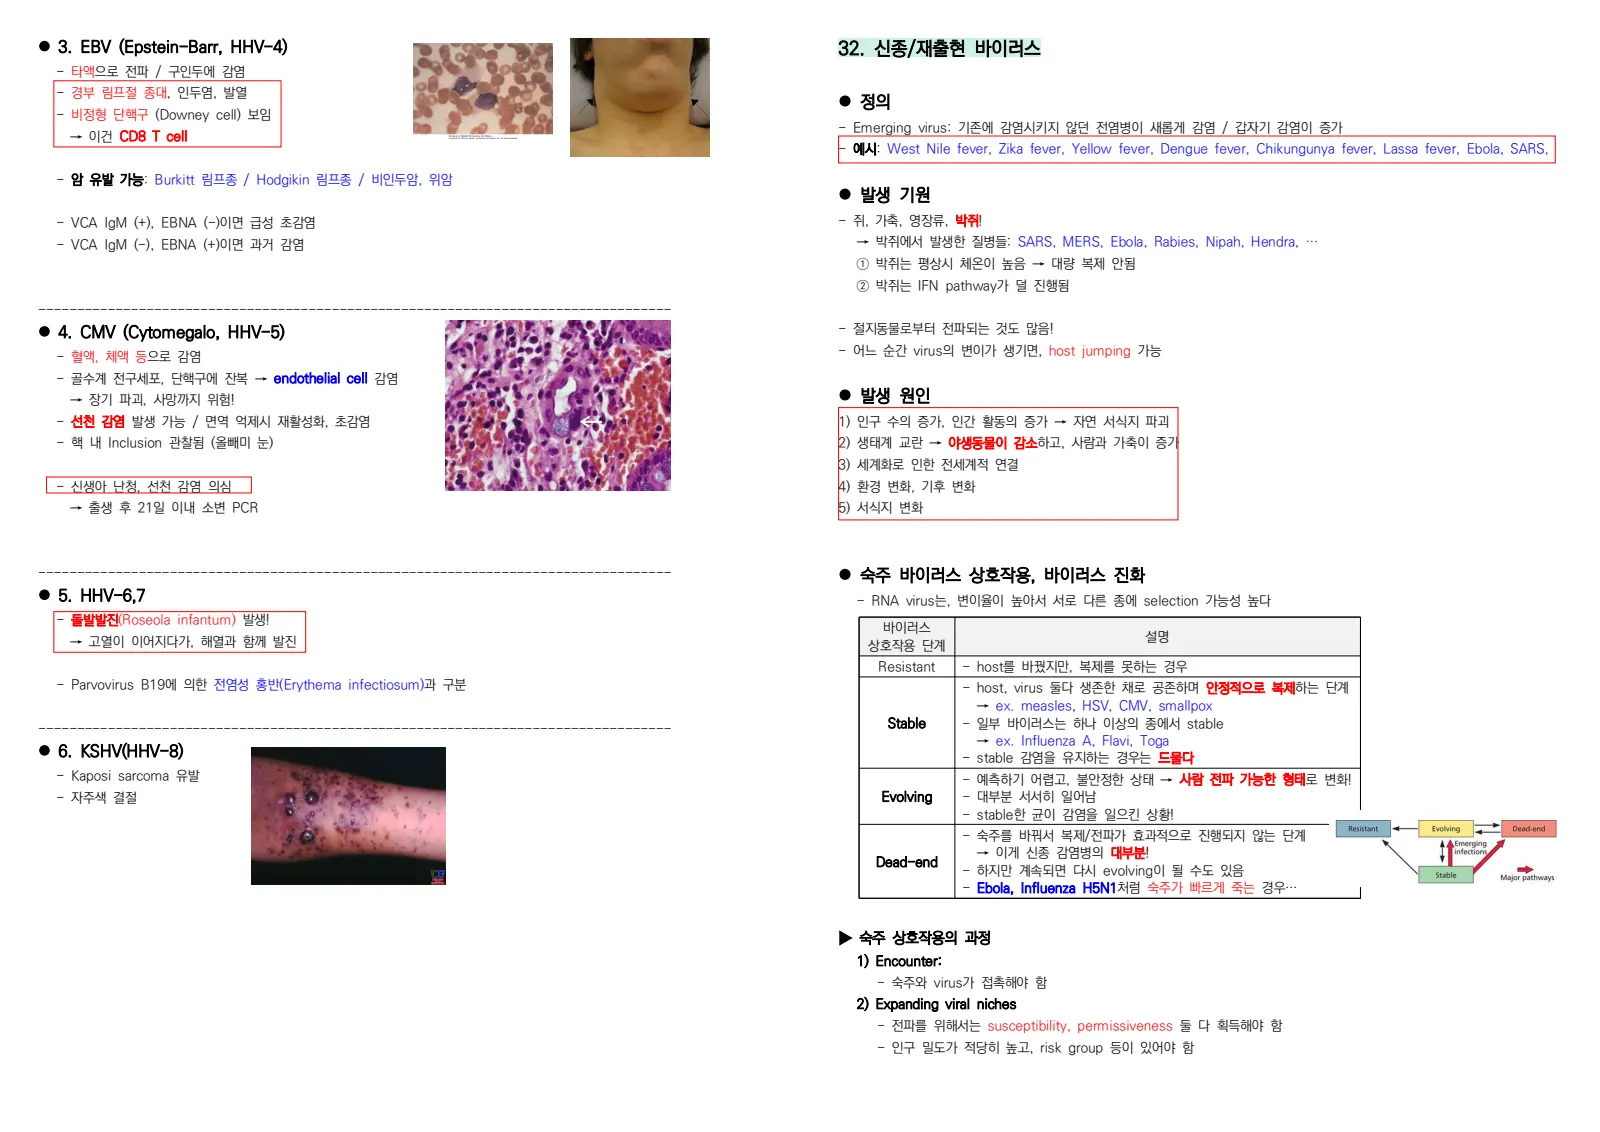 ● 3. EBV (Epstein-Barr, HHV-4)
- 타액으로 전파 / 구인두에 감염
- 경부 림프절 종대, 인두염, 발열
- 비정형 단핵구 (Downey cell) 보임
→ 이건 CD8 T cell
- 암 유발 가능: Burkitt 림프종 / Hodgikin 림프종 / 비인두암, 위암
- VCA IgM (+), EBNA (-)이면 급성 초감염
- VCA IgM (-), EBNA (+)이면 과거 감염
● 4. CMV (Cytomegalo, HHV-5)
- 혈액, 체액 등으로 감염
- 골수계 전구세포, 단핵구에 잔복 → endothelial cell 감염
→ 장기 파괴, 사망까지 위험!
- 선천 감염 발생 가능 / 면역 억제시 재활성화, 초감염
- 핵 내 Inclusion 관찰됨 (올빼미 눈)
- 신생아 난청, 선천 감염 의심
→ 출생 후 21일 이내 소변 PCR
● 5. HHV-6,7
- 돌발발진(Roseola infantum) 발생!
→ 고열이 이어지다가, 해열과 함께 발진
- Parvovirus B19에 의한 전염성 홍반(Erythema infectiosum)과 구분
● 6. KSHV(HHV-8)
- Kaposi sarcoma 유발
- 자주색 결절
32. 신종/재출현 바이러스
● 정의
- Emerging virus: 기존에 감염시키지 않던 전염병이 새롭게 감염 / 갑자기 감염이 증가
- 예시: West Nile fever, Zika fever, Yellow fever, Dengue fever, Chikungunya fever, Lassa fever, Ebola, SARS,
● 발생 기원
- 쥐, 가축, 영장류, 박쥐!
→ 박쥐에서 발생한 질병들: SARS, MERS, Ebola, Rabies, Nipah, Hendra, …
① 박쥐는 평상시 체온이 높음 → 대량 복제 안됨
② 박쥐는 IFN pathway가 덜 진행됨
- 절지동물로부터 전파되는 것도 많음!
- 어느 순간 virus의 변이가 생기면, host jumping 가능
● 발생 원인
1) 인구 수의 증가, 인간 활동의 증가 → 자연 서식지 파괴
2) 생태계 교란 → 야생동물이 감소하고, 사람과 가축이 증가
3) 세계화로 인한 전세계적 연결
4) 환경 변화, 기후 변화
5) 서식지 변화
● 숙주 바이러스 상호작용, 바이러스 진화
- RNA virus는, 변이율이 높아서 서로 다른 종에 selection 가능성 높다
바이러스
상호작용 단계
설명
Resistant
- host를 바꿨지만, 복제를 못하는 경우
Stable
- host, virus 둘다 생존한 채로 공존하며 안정적으로 복제하는 단계
→ ex. measles, HSV, CMV, smallpox
- 일부 바이러스는 하나 이상의 종에서 stable
→ ex. Influenza A, Flavi, Toga
- stable 감염을 유지하는 경우는 드물다
Evolving
- 예측하기 어렵고, 불안정한 상태 → 사람 전파 가능한 형태로 변화!
- 대부분 서서히 일어남
- stable한 균이 감염을 일으킨 상황!
Dead-end
- 숙주를 바꿔서 복제/전파가 효과적으로 진행되지 않는 단계
→ 이게 신종 감염병의 대부분!
- 하지만 계속되면 다시 evolving이 될 수도 있음
- Ebola, Influenza H5N1처럼 숙주가 빠르게 죽는 경우…
Resistant
Evolving
Dead-end
Emerging
infections
Stable
Major pathways
▶ 숙주 상호작용의 과정
1) Encounter:
- 숙주와 virus가 접촉해야 함
2) Expanding viral niches
- 전파를 위해서는 susceptibility, permissiveness 둘 다 획득해야 함
- 인구 밀도가 적당히 높고, risk group 등이 있어야 함